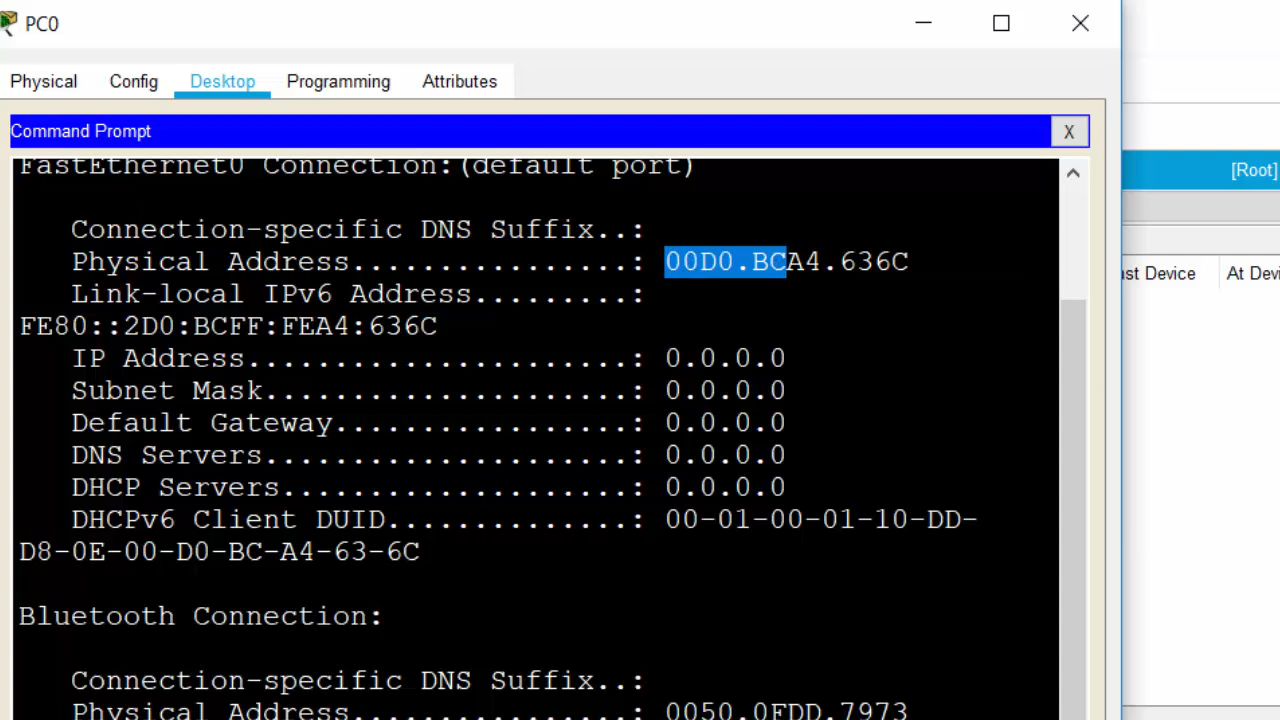 PC0
Physical Config Desktop Programming Attributes
Command Prompt X
[Root]
FastEthernet0 Connection:(default port)
Connection-specific DNS Suffix..:
Physical Address................: 00D0.BCA4.636C
Link-local IPv6 Address.........:
FE80::2D0:BCFF:FEA4:636C
IP Address......................: 0.0.0.0
Subnet Mask.....................: 0.0.0.0
Default Gateway.................: 0.0.0.0
DNS Servers.....................: 0.0.0.0
DHCP Servers....................: 0.0.0.0
DHCPv6 Client DUID..............: 00-01-00-01-10-DD-
D8-0E-00-D0-BC-A4-63-6C
Bluetooth Connection:
Connection-specific DNS Suffix..:
Physical Address................: 0050.0FDD.7973
Device At